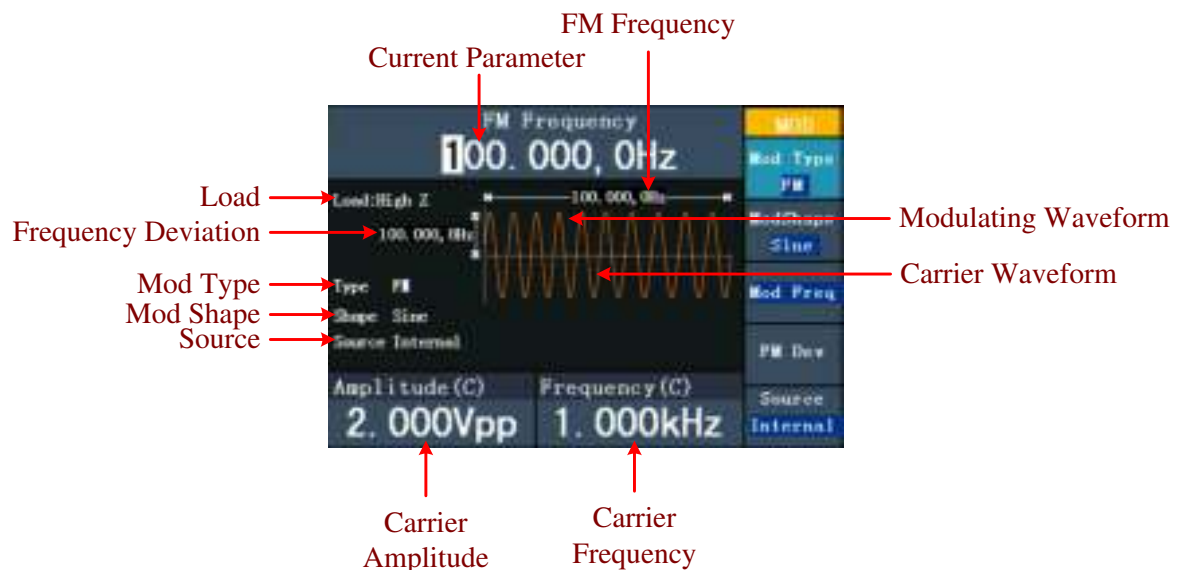 FM Frequency
Current Parameter
FM Frequency
100.000,0Hz
MOD
Mod Type
FM
ModShape
Sine
Mod Freq
FM Dev
Source
Internal
Load
Load:High Z
100.000,0Hz
Modulating Waveform
Frequency Deviation
100.000,0Hz
Carrier Waveform
Mod Type
Type FM
Mod Shape
Shape Sine
Source
Source Internal
Amplitude(C)
2.000Vpp
Frequency(C)
1.000kHz
Carrier
Amplitude
Carrier
Frequency